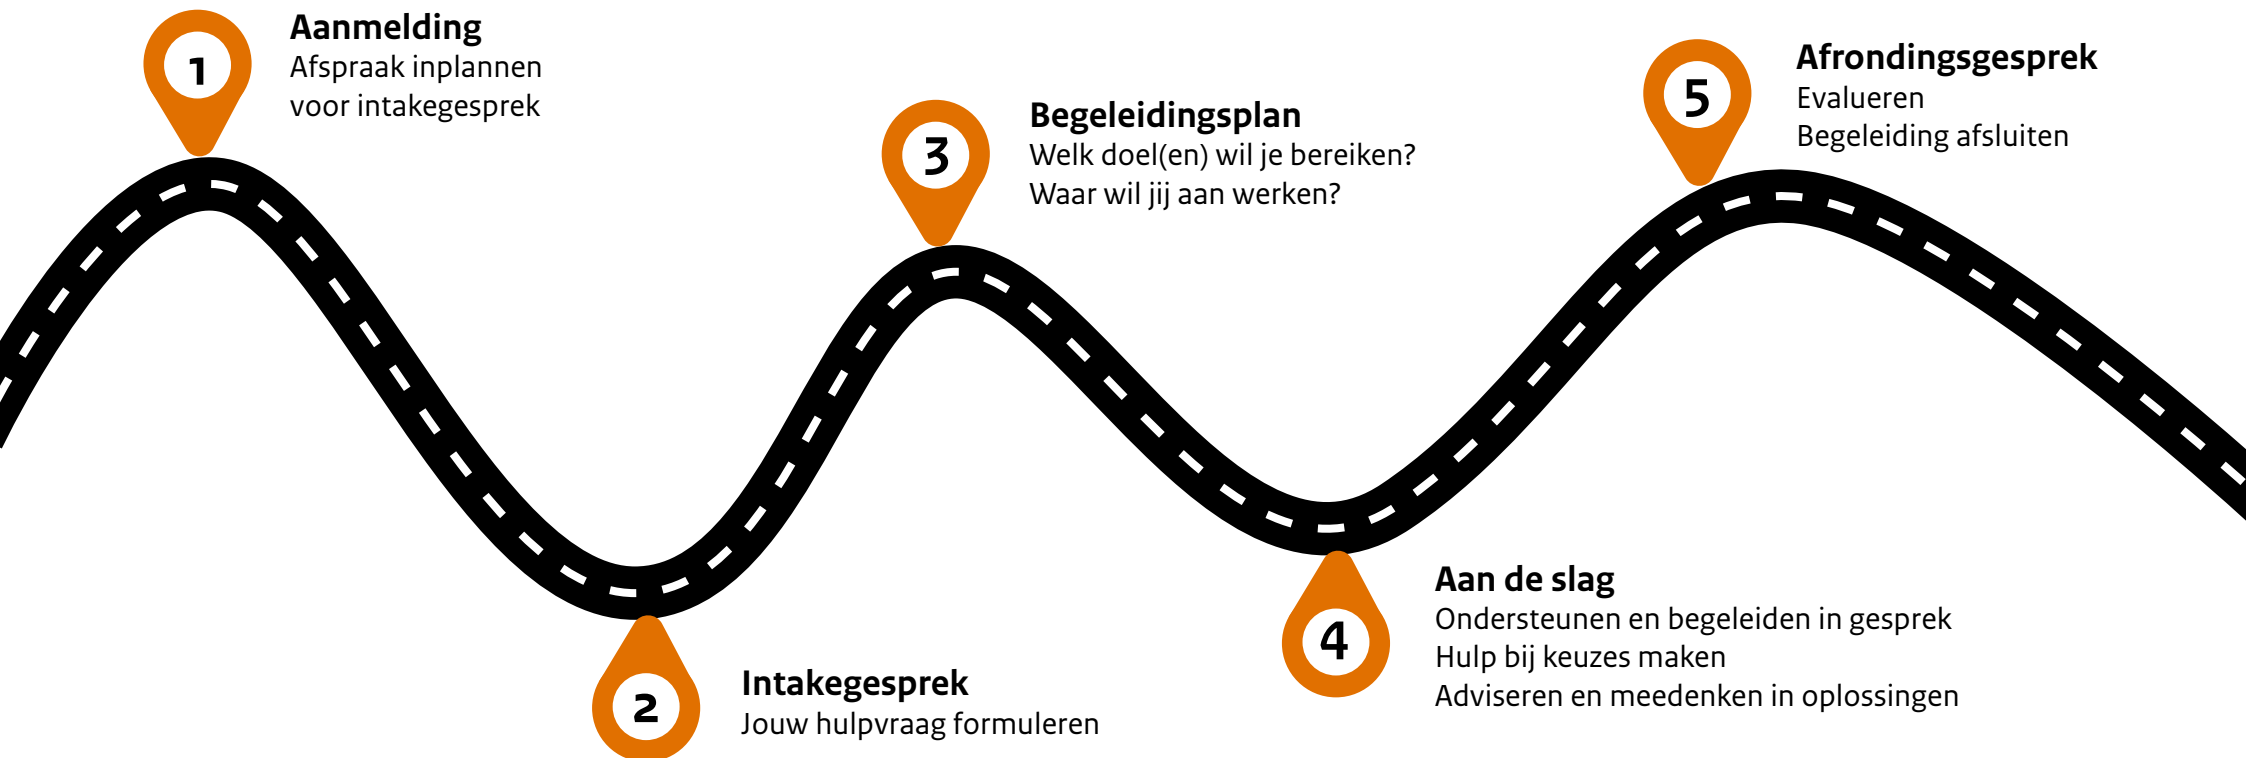 1
Aanmelding
Afspraak inplannen
voor intakegesprek
2
Intakegesprek
Jouw hulpvraag formuleren
3
Begeleidingsplan
Welk doel(en) wil je bereiken?
Waar wil jij aan werken?
4
Aan de slag
Ondersteunen en begeleiden in gesprek
Hulp bij keuzes maken
Adviseren en meedenken in oplossingen
5
Afrondingsgesprek
Evalueren
Begeleiding afsluiten